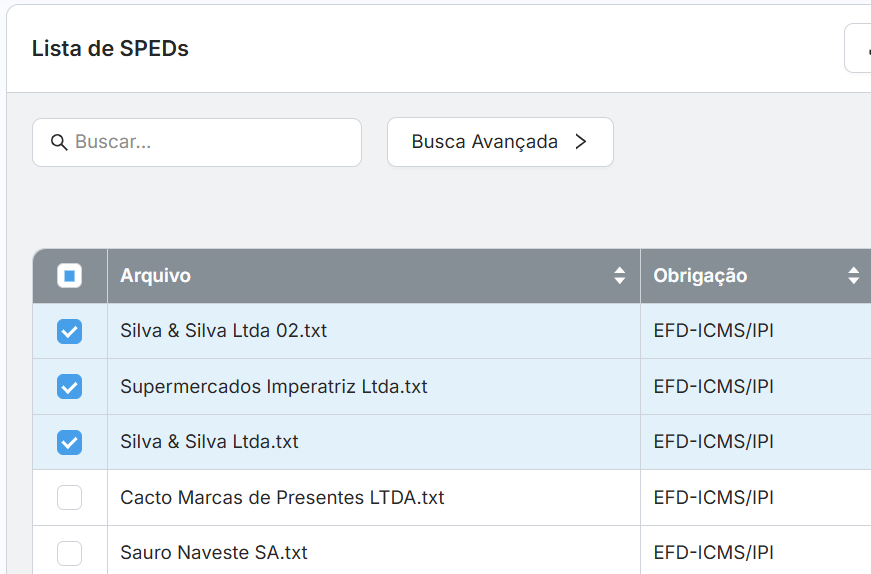 Lista de SPEDs
Buscar...
Busca Avançada
Arquivo Obrigação
Silva & Silva Ltda 02.txt EFD-ICMS/IPI
Supermercados Imperatriz Ltda.txt EFD-ICMS/IPI
Silva & Silva Ltda.txt EFD-ICMS/IPI
Cacto Marcas de Presentes LTDA.txt EFD-ICMS/IPI
Sauro Naveste SA.txt EFD-ICMS/IPI